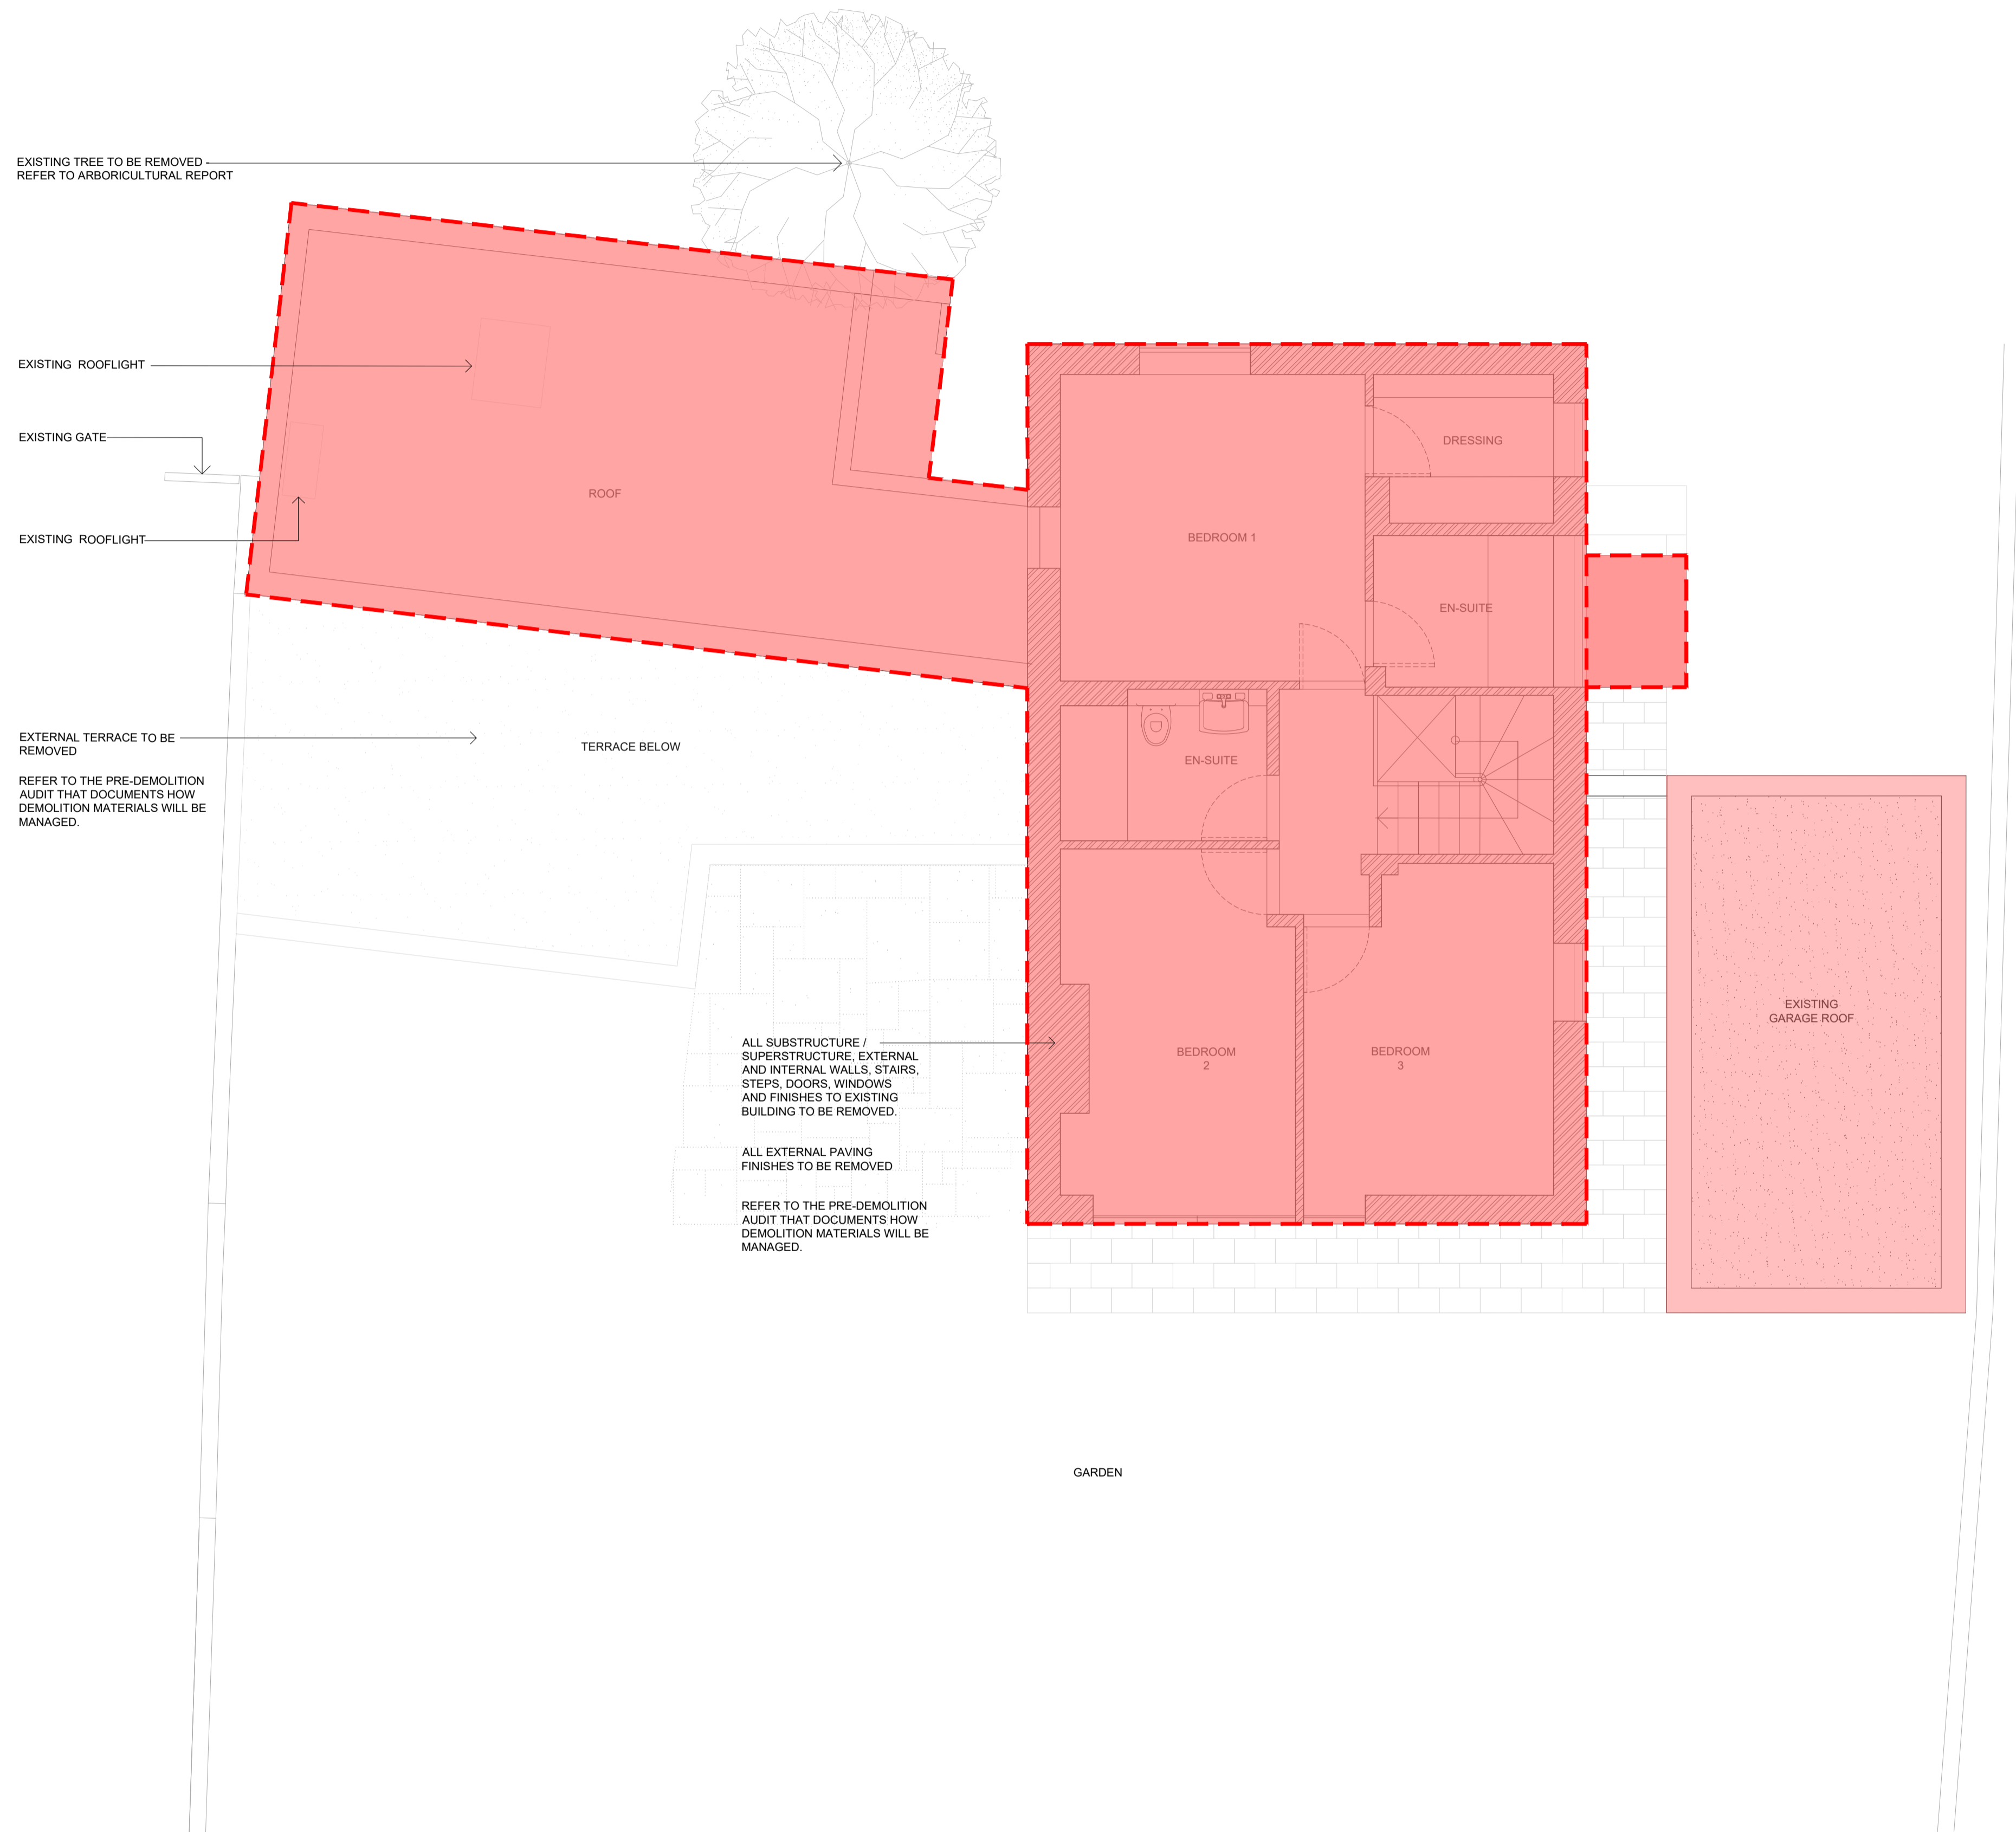 EXISTING TREE TO BE REMOVED -
REFER TO ARBORICULTURAL REPORT
EXISTING ROOFLIGHT
EXISTING GATE
EXISTING ROOFLIGHT
ROOF
DRESSING
BEDROOM 1
EN-SUITE
EXTERNAL TERRACE TO BE
REMOVED
REFER TO THE PRE-DEMOLITION
AUDIT THAT DOCUMENTS HOW
DEMOLITION MATERIALS WILL BE
MANAGED.
TERRACE BELOW
EN-SUITE
ALL SUBSTRUCTURE /
SUPERSTRUCTURE, EXTERNAL
AND INTERNAL WALLS, STAIRS,
STEPS, DOORS, WINDOWS
AND FINISHES TO EXISTING
BUILDING TO BE REMOVED.
ALL EXTERNAL PAVING
FINISHES TO BE REMOVED
REFER TO THE PRE-DEMOLITION
AUDIT THAT DOCUMENTS HOW
DEMOLITION MATERIALS WILL BE
MANAGED.
BEDROOM
2
BEDROOM
3
EXISTING
GARAGE ROOF
GARDEN